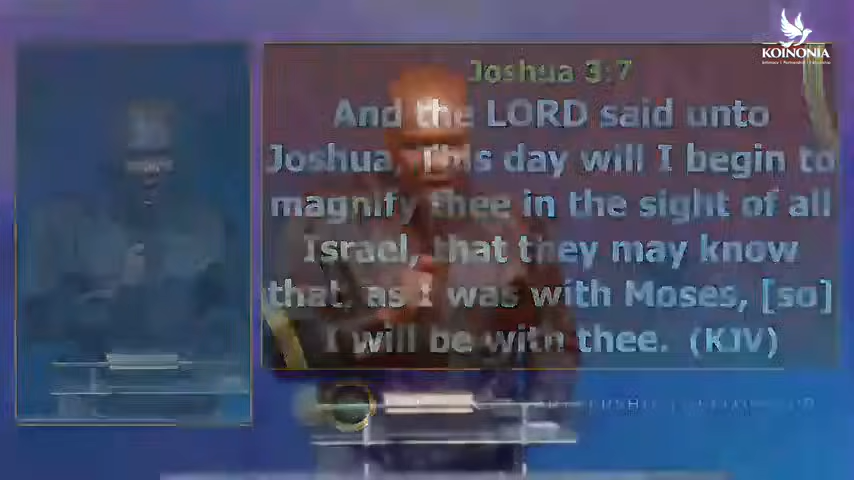 KOINONIA
Joshua 3:7
And the LORD said unto
Joshua, This day will I begin to
magnify thee in the sight of all
Israel, that they may know
that, as I was with Moses, [so]
I will be with thee. (KJV)